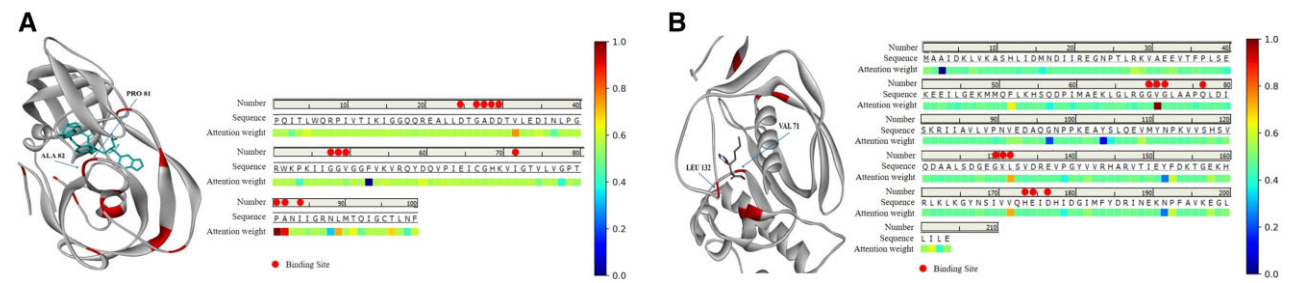 A
PRO 81
ALA 82
Number 10 20 30 40
Sequence PQITLWQRPIVTIKIGGQQREALLDTGADDTVLEDINLPG
Attention weight
Number 50 60 70 80
Sequence RWKPKIIGGVGGFVKVRQYDQVPIEICGHKVIGTVLVGPT
Attention weight
Number 90 100
Sequence PANIIGRNLMTQIGCTLNF
Attention weight
Binding Site
1.0
0.8
0.6
0.4
0.2
0.0
B
VAL 71
LEU 132
Number 10 20 30 40
Sequence MAAIDKLVKASHLIDMNDIIREGNPTLRKVAEEVTFPLSE
Attention weight
Number 50 60 70 80
Sequence KEEILGEKMMQFLKHSQDPIMAEKLGLRGGVGLAAPQLDI
Attention weight
Number 90 100 110 120
Sequence SKRIIAVLVPNVEDAQGNPPKEAYSLQEVMYNPKVVSHSV
Attention weight
Number 130 140 150 160
Sequence QDAALSDGEGXLSVDREVPGYVVRHARVTIEYFDKTGEKH
Attention weight
Number 170 180 190 200
Sequence RLKLKGYNSIVVQHEIDHIDGIMFYDRINEKNPFAVKEGL
Attention weight
Number 210
Sequence LILE
Attention weight
Binding Site
1.0
0.8
0.6
0.4
0.2
0.0